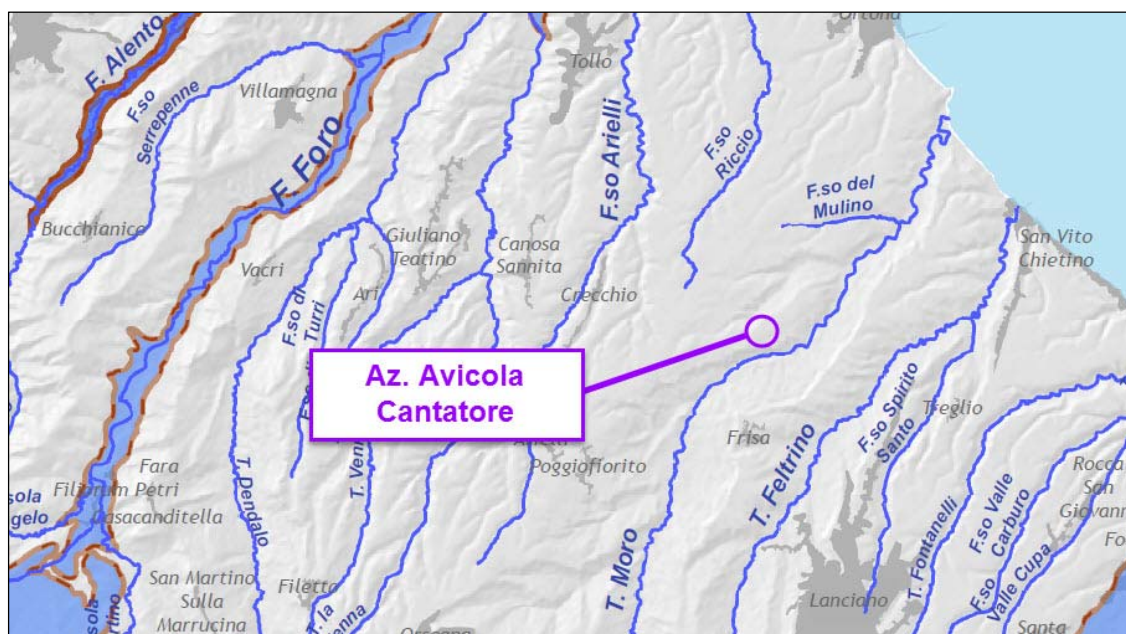 Ortona
F. Alento
F.so
Serrepenne
Villamagna
Tollo
F. Foro
F.so Arielli
F.so
Riccio
F.so del
Mulino
Bucchianico
Giuliano
Teatino
Canosa
Sannita
San Vito
Chietino
Vacri
Ari
Crecchio
F.so di
Turri
Az. Avicola
Cantatore
F.so Spirito
Santo
Treglio
Frisa
Poggiofiorito
T. Feltrino
Fara
Filiorum Petri
Casacanditella
T. Dendalo
T. Moro
T. Fontanelli
F.so Valle
Carburo
Rocca
San
F.so
Valle Cupa
San Martino
Sulla
Marrucina
Filetta
T. la
Lanciano
Santa